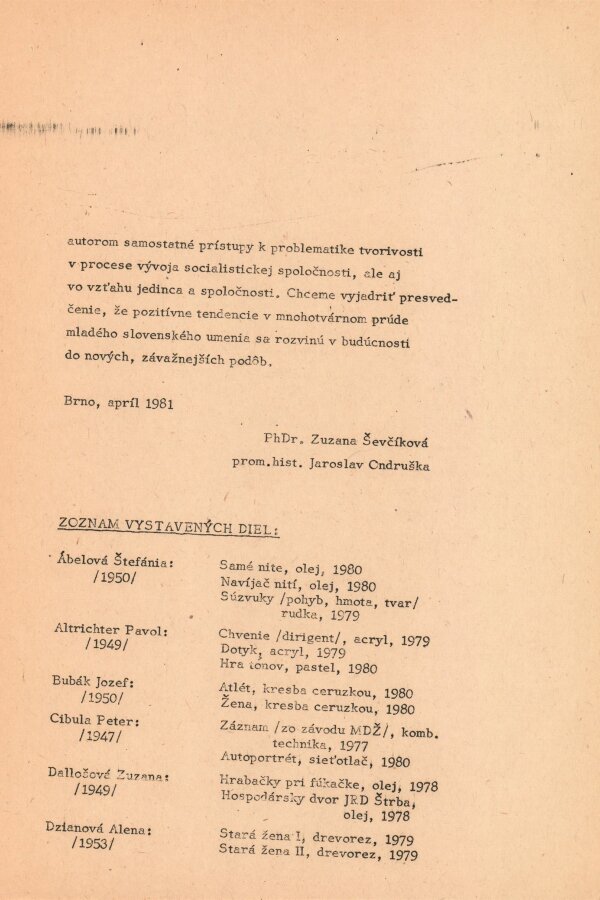 autorom samostatné prístupy k problematike tvorivosti
v procese vývoja socialistickej spoločnosti, ale aj
vo vzťahu jedinca a spoločnosti. Chceme vyjadriť presved-
čenie, že pozitívne tendencie v mnohotvárnom prúde
mladého slovenského umenia sa rozvinú v budúcnosti
do nových, závažnejších podôb.
Brno, apríl 1981
PhDr. Zuzana Ševčíková
prom.hist. Jaroslav Ondruška
ZOZNAM VYSTAVENÝCH DIEL:
Ábelová Štefánia: Samé nite, olej, 1980
/1950/ Navíjač nití, olej, 1980
Súzvuky /pohyb, hmota, tvar/
rudka, 1979
Altrichter Pavol: Chvenie /dirigent/, acryl, 1979
/1949/ Dotyk, acryl, 1979
Hra tónov, pastel, 1980
Bubák Jozef: Atlét, kresba ceruzkou, 1980
/1950/ Žena, kresba ceruzkou, 1980
Cibula Peter: Záznam /zo závodu MDŽ/, komb.
/1947/ technika, 1977
Autoportrét, sieťotlač, 1980
Dalločová Zuzana: Hrabačky pri fúkačke, olej, 1978
/1949/ Hospodársky dvor JRD Štrba,
olej, 1978
Dzianová Alena: Stará žena I, drevorez, 1979
/1953/ Stará žena II, drevorez, 1979